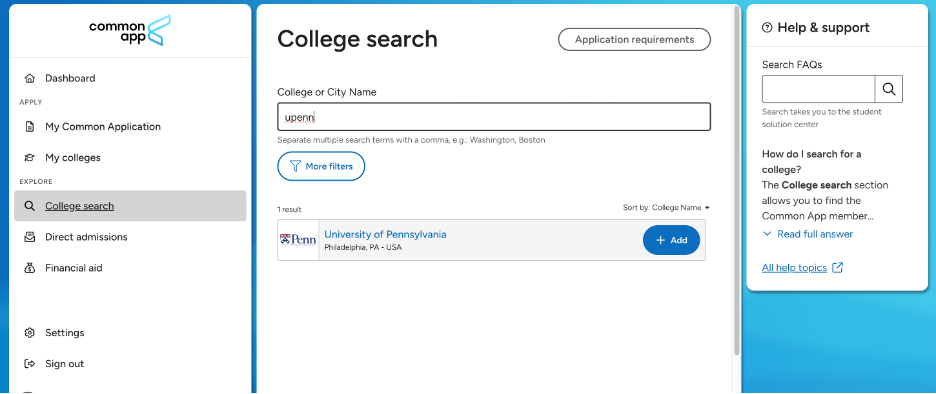 common
app
Dashboard
APPLY
My Common Application
My colleges
EXPLORE
College search
Direct admissions
Financial aid
Settings
Sign out
College search
Application requirements
College or City Name
upenn
Separate multiple search terms with a comma, e.g.: Washington, Boston
More filters
1 result
Sort by: College Name
Penn
University of Pennsylvania
Philadelphia, PA - USA
Add
Help & support
Search FAQs
Search takes you to the student
solution center
How do I search for a
college?
The College search section
allows you to find the
Common App member...
Read full answer
All help topics